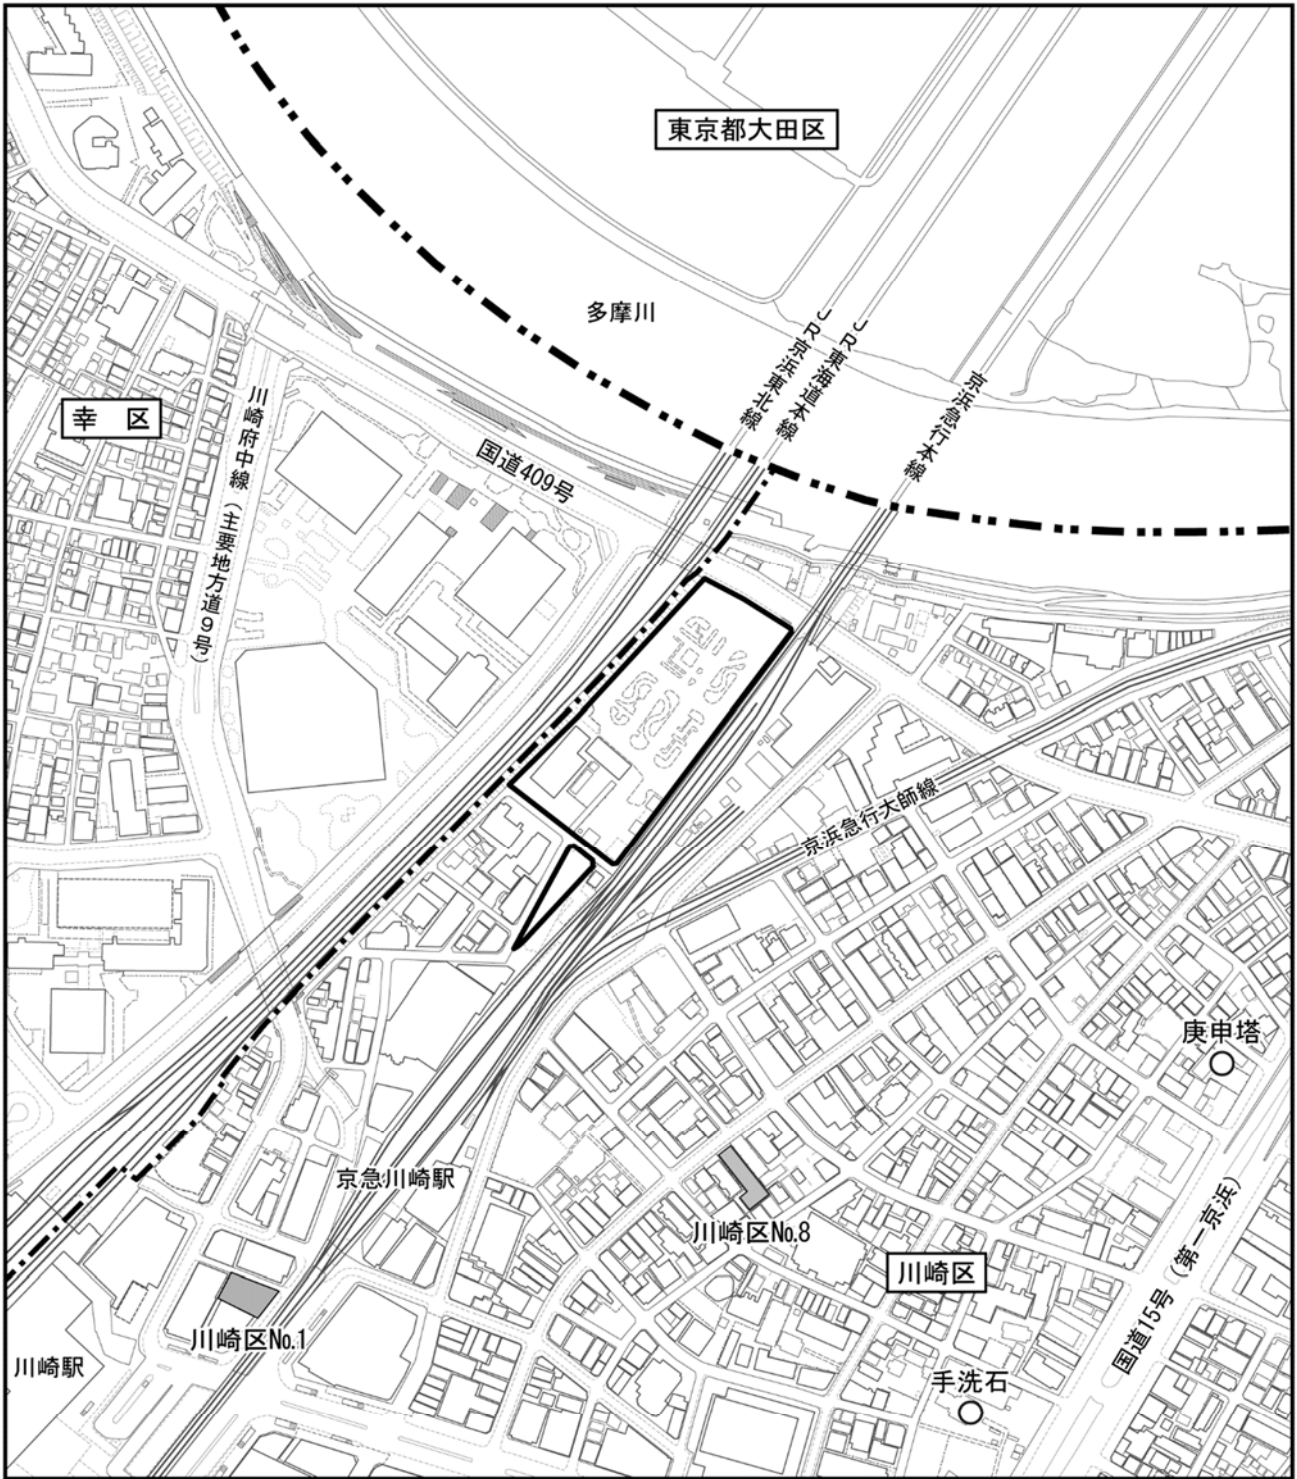 東京都大田区
多摩川
JR京浜東北線
JR東海道本線
京浜急行本線
幸　区
川崎府中線（主要地方道9号）
国道409号
京浜急行大師線
庚申塔
京急川崎駅
川崎区No.8
川崎区
国道15号（第一京浜）
川崎区No.1
川崎駅
手洗石